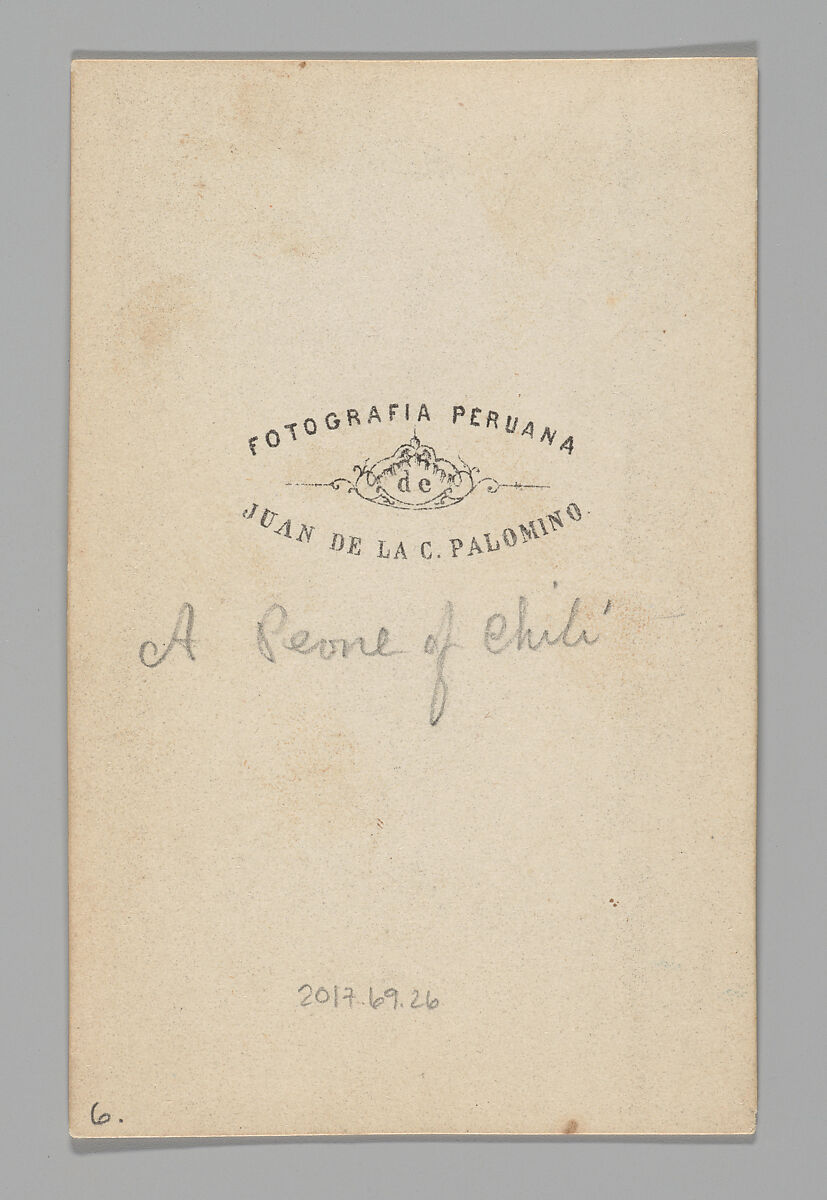 FOTOGRAFIA PERUANA
de
JUAN DE LA C. PALOMINO.
A Peone of Chili
2017.69.26
6.